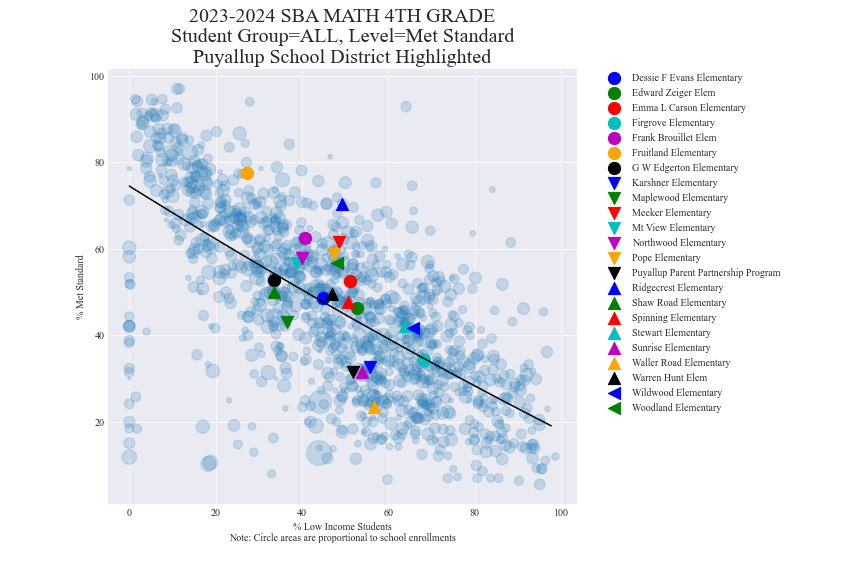 2023-2024 SBA MATH 4TH GRADE
Student Group=ALL, Level=Met Standard
Puyallup School District Highlighted
% Met Standard
100
80
60
40
20
0
20
40
60
80
100
% Low Income Students
Note: Circle areas are proportional to school enrollments
Dessie F Evans Elementary
Edward Zeiger Elem
Emma L Carson Elementary
Firgrove Elementary
Frank Brouillet Elem
Fruitland Elementary
G W Edgerton Elementary
Karshner Elementary
Maplewood Elementary
Meeker Elementary
Mt View Elementary
Northwood Elementary
Pope Elementary
Puyallup Parent Partnership Program
Ridgecrest Elementary
Shaw Road Elementary
Spinning Elementary
Stewart Elementary
Sunrise Elementary
Waller Road Elementary
Warren Hunt Elem
Wildwood Elementary
Woodland Elementary